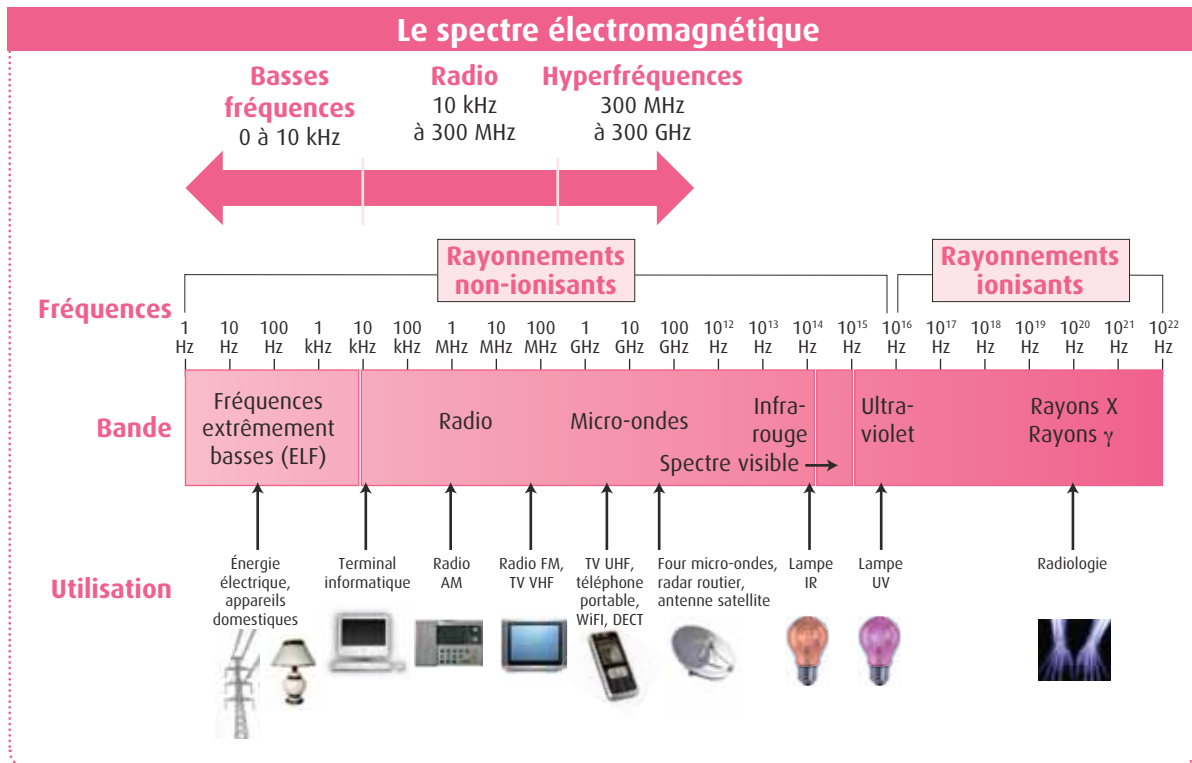 Le spectre électromagnétique
Basses
fréquences
0 à 10 kHz
Radio
10 kHz
à 300 MHz
Hyperfréquences
300 MHz
à 300 GHz
Rayonnements
non-ionisants
Rayonnements
ionisants
Fréquences
1
Hz
10
Hz
100
Hz
1
kHz
10
kHz
100
kHz
1
MHz
10
MHz
100
MHz
1
GHz
10
GHz
100
GHz
10¹²
Hz
10¹³
Hz
10¹⁴
Hz
10¹⁵
Hz
10¹⁶
Hz
10¹⁷
Hz
10¹⁸
Hz
10¹⁹
Hz
10²⁰
Hz
10²¹
Hz
10²²
Hz
Bande
Fréquences
extrêmement
basses (ELF)
Radio
Micro-ondes
Infra-
rouge
Spectre visible
Ultra-
violet
Rayons X
Rayons γ
Utilisation
Énergie
électrique,
appareils
domestiques
Terminal
informatique
Radio
AM
Radio FM,
TV VHF
TV UHF,
téléphone
portable,
WiFI, DECT
Four micro-ondes,
radar routier,
antenne satellite
Lampe
IR
Lampe
UV
Radiologie